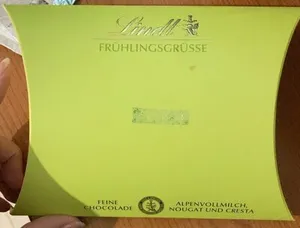 Lindt
FRÜHLINGSGRÜSSE
FEINE
CHOCOLADE
ALPENVOLLMILCH,
NOUGAT UND CRESTA